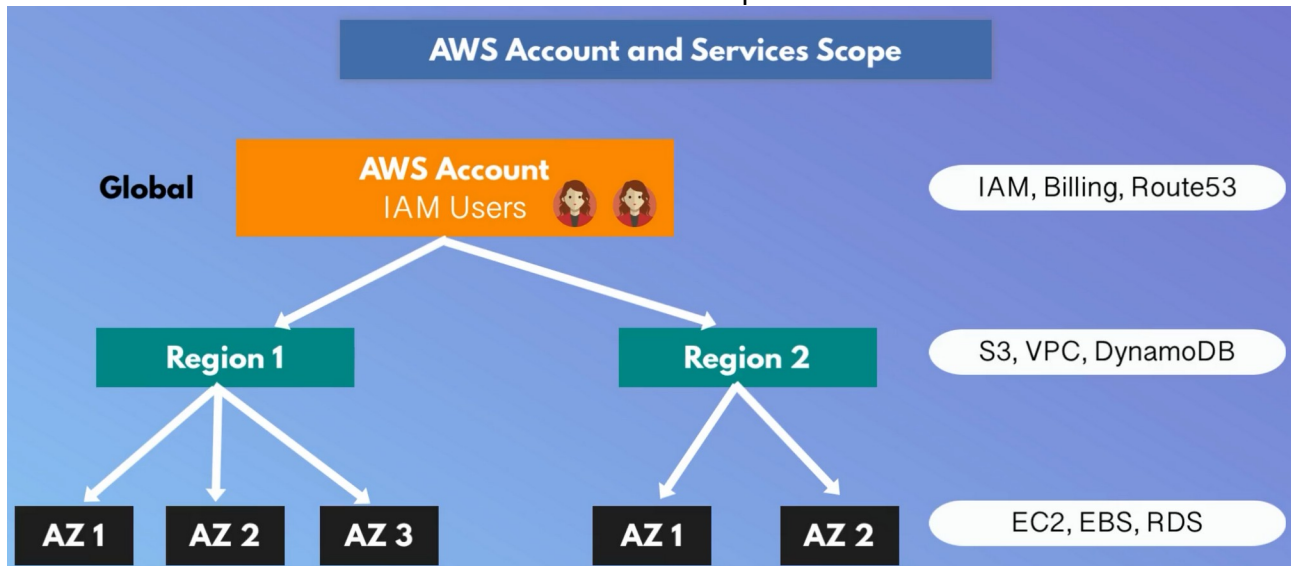 AWS Account and Services Scope
Global
AWS Account
IAM Users
IAM, Billing, Route53
Region 1
Region 2
S3, VPC, DynamoDB
AZ 1
AZ 2
AZ 3
AZ 1
AZ 2
EC2, EBS, RDS